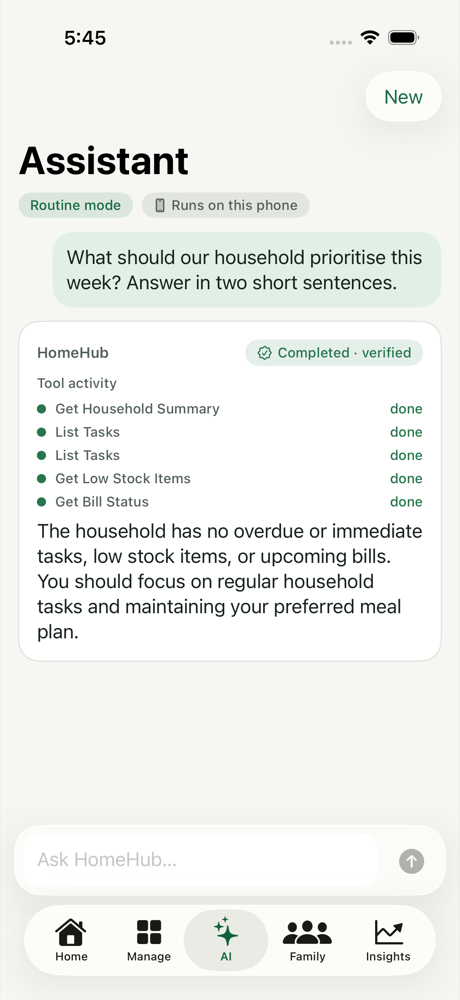 5:45
New
Assistant
Routine mode
Runs on this phone
What should our household prioritise this
week? Answer in two short sentences.
HomeHub
Completed · verified
Tool activity
Get Household Summary done
List Tasks done
List Tasks done
Get Low Stock Items done
Get Bill Status done
The household has no overdue or immediate
tasks, low stock items, or upcoming bills.
You should focus on regular household
tasks and maintaining your preferred meal
plan.
Ask HomeHub...
Home Manage AI Family Insights